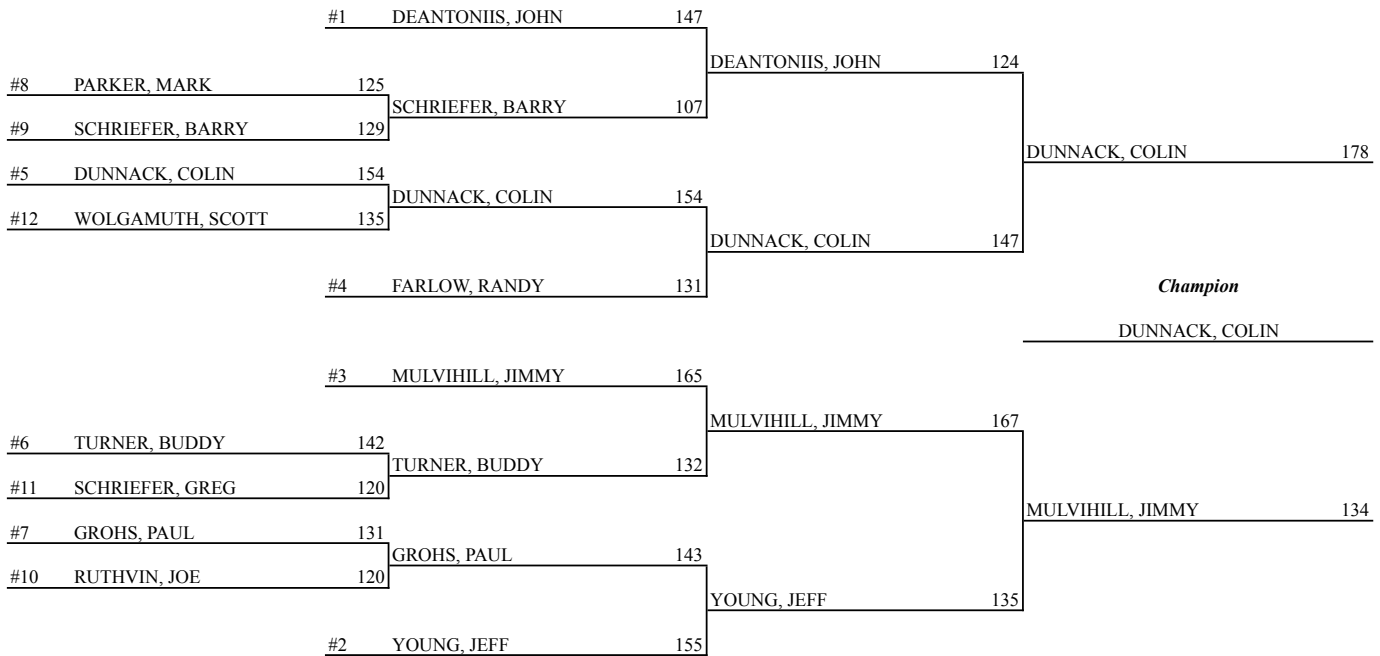 #1 DEANTONIIS, JOHN 147
DEANTONIIS, JOHN 124
#8 PARKER, MARK 125
SCHRIEFER, BARRY 107
#9 SCHRIEFER, BARRY 129
DUNNACK, COLIN 178
#5 DUNNACK, COLIN 154
DUNNACK, COLIN 154
#12 WOLGAMUTH, SCOTT 135
DUNNACK, COLIN 147
#4 FARLOW, RANDY 131
Champion
DUNNACK, COLIN
#3 MULVIHILL, JIMMY 165
MULVIHILL, JIMMY 167
#6 TURNER, BUDDY 142
TURNER, BUDDY 132
#11 SCHRIEFER, GREG 120
MULVIHILL, JIMMY 134
#7 GROHS, PAUL 131
GROHS, PAUL 143
#10 RUTHVIN, JOE 120
YOUNG, JEFF 135
#2 YOUNG, JEFF 155